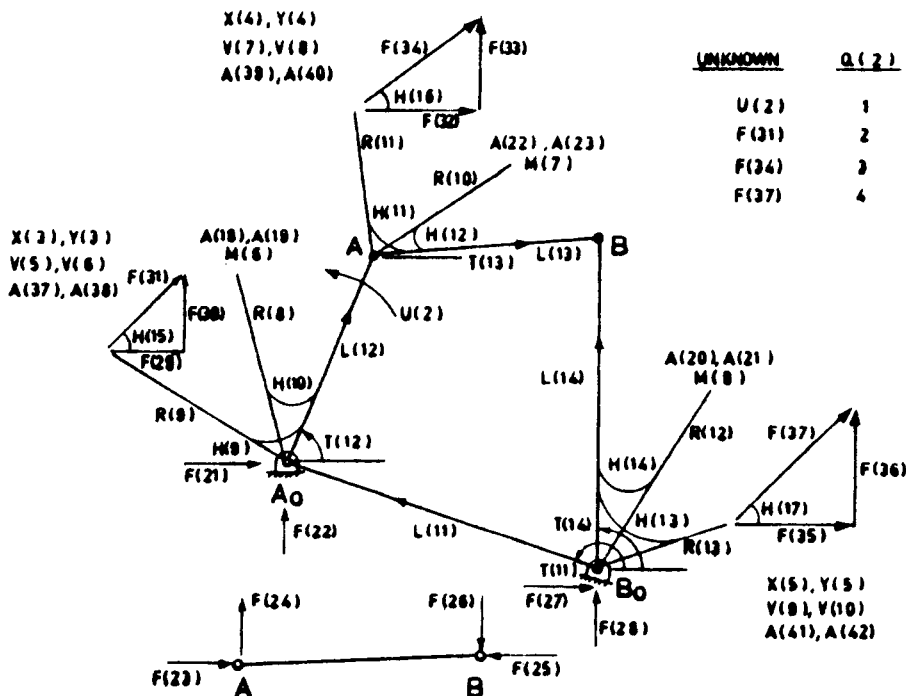 X(4), Y(4)
V(7), V(8)
A(39), A(40)
F(34)
F(33)
H(16)
F(32)
UNKNOWN Q(2)
U(2) 1
F(31) 2
F(34) 3
F(37) 4
R(11)
A(22), A(23)
M(7)
R(10)
H(11)
H(12)
A
T(13)
L(13)
B
X(3), Y(3)
V(5), V(6)
A(37), A(38)
A(18), A(19)
M(6)
F(31)
H(15)
F(29)
R(8)
U(2)
L(12)
H(10)
R(9)
H(9)
T(12)
F(21)
A0
F(22)
L(11)
L(14)
A(20), A(21)
M(8)
R(12)
F(37)
F(36)
H(14)
H(17)
T(14)
H(13)
F(35)
R(13)
T(11)
B0
F(27)
F(28)
X(5), Y(5)
V(9), V(10)
A(41), A(42)
F(24)
F(26)
F(23)
F(25)
A
B